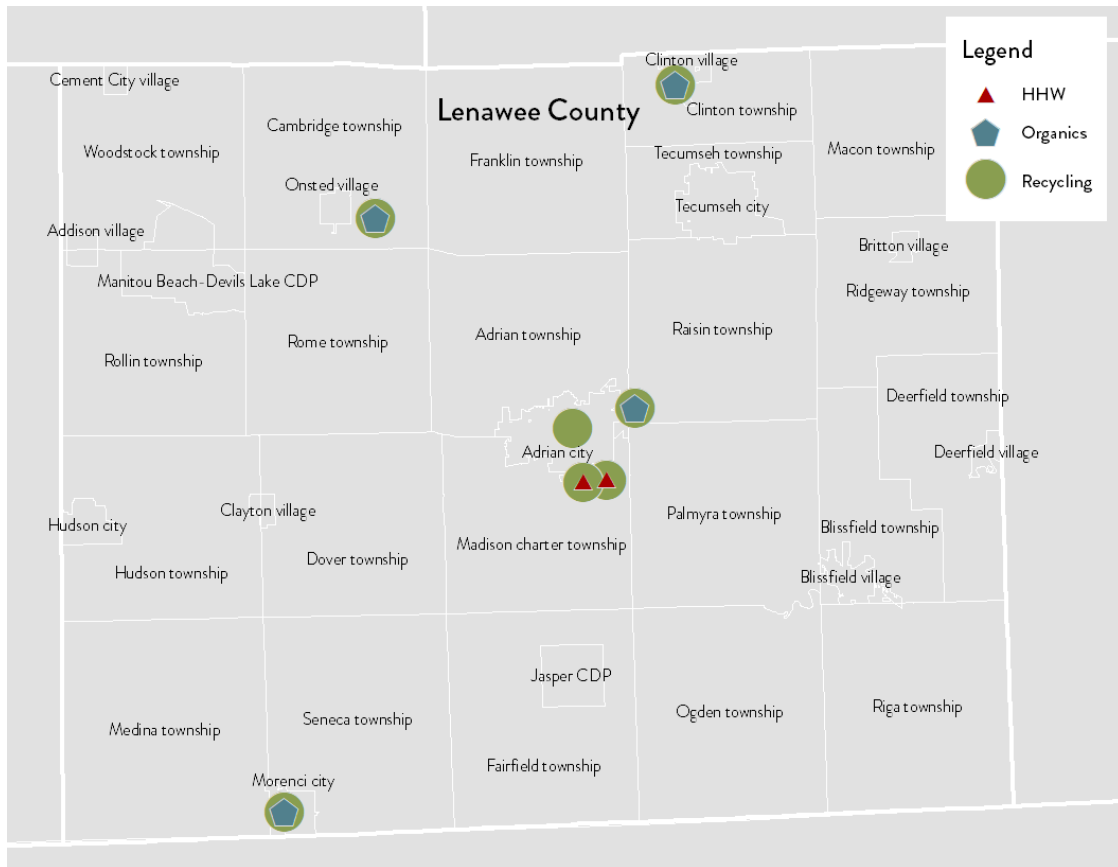 Legend
HHW
Organics
Recycling
Lenawee County
Cement City village
Clinton village
Clinton township
Cambridge township
Woodstock township
Franklin township
Tecumseh township
Macon township
Onsted village
Tecumseh city
Addison village
Britton village
Manitou Beach-Devils Lake CDP
Ridgeway township
Rome township
Adrian township
Raisin township
Rollin township
Deerfield township
Adrian city
Deerfield village
Clayton village
Hudson city
Palmyra township
Blissfield township
Madison charter township
Dover township
Hudson township
Blissfield village
Jasper CDP
Riga township
Ogden township
Seneca township
Medina township
Fairfield township
Morenci city